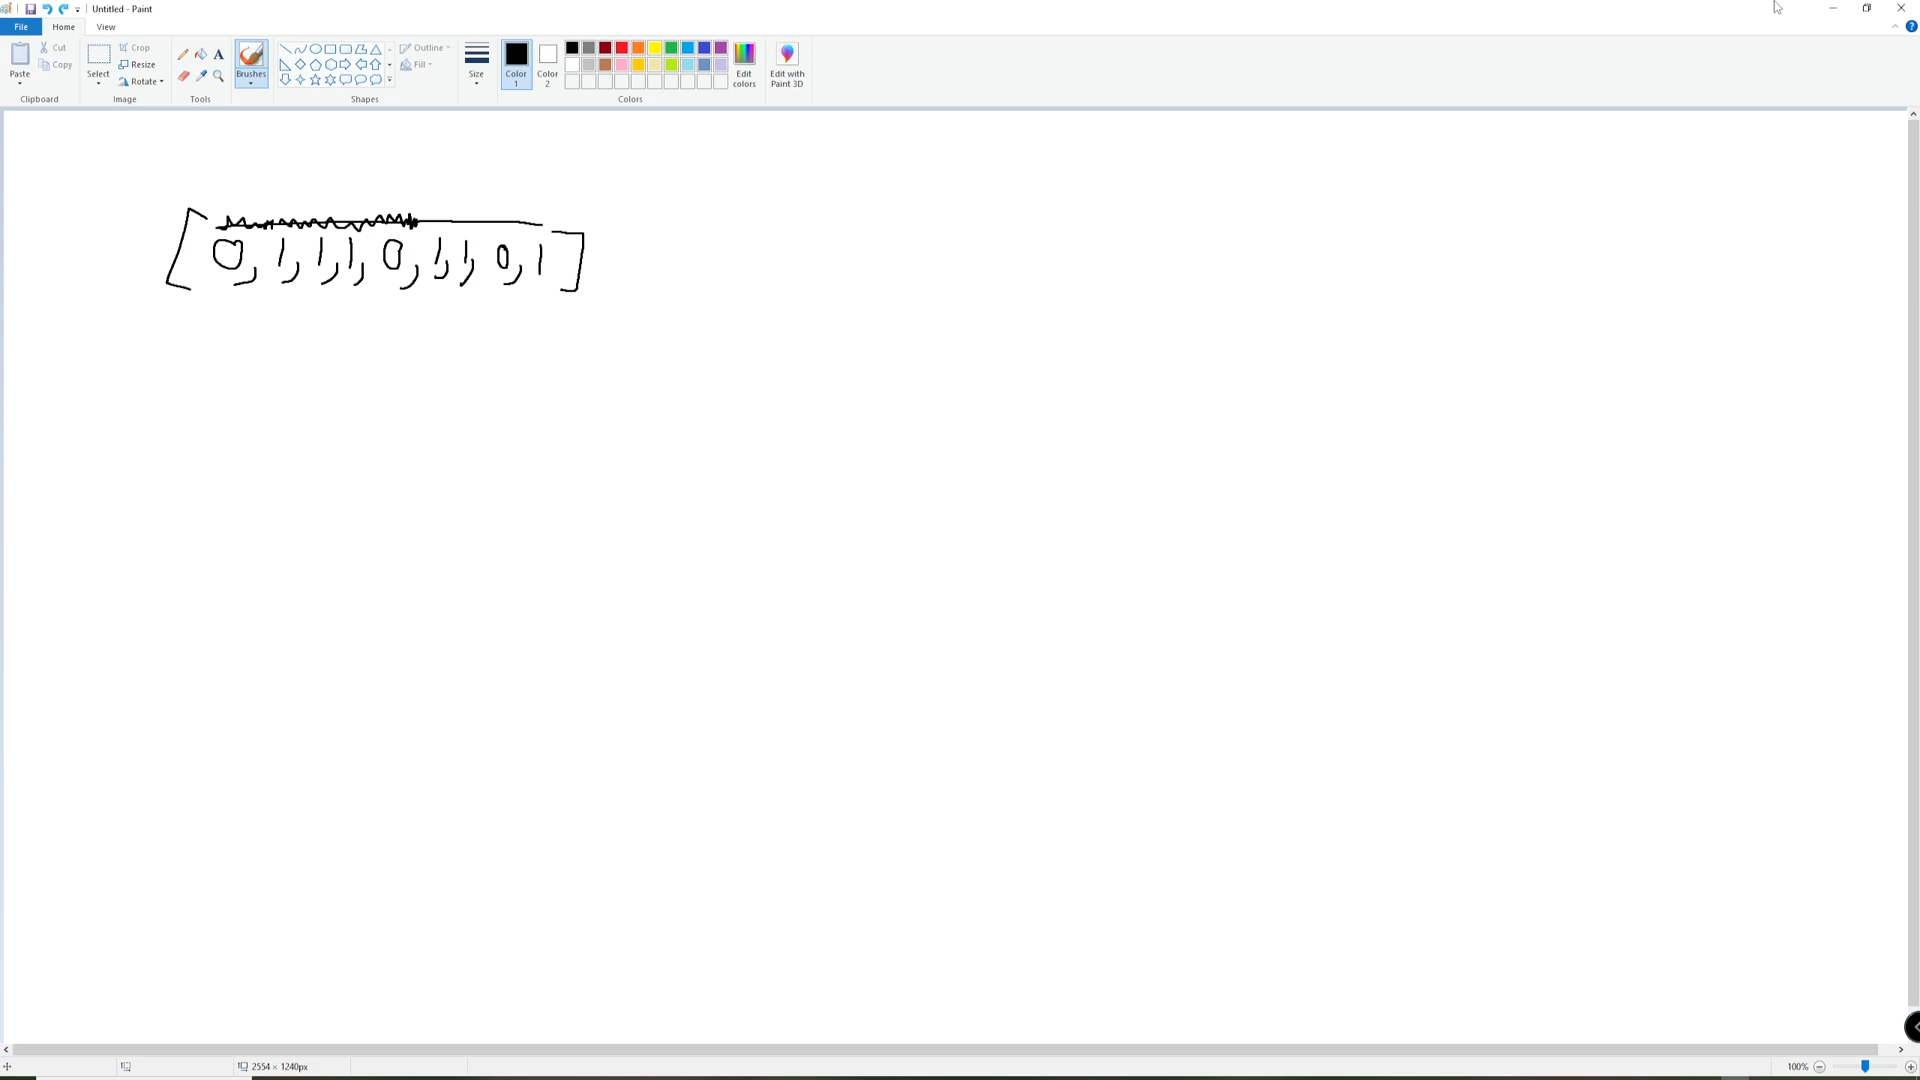 Untitled - Paint
File Home View
Paste
Cut
Copy
Clipboard
Select
Crop
Resize
Rotate
Image
Tools
Brushes
Shapes
Outline
Fill
Size
Color 1
Color 2
Edit colors
Colors
Edit with Paint 3D
[0, 1, 1, 1, 0, 1, 1, 0, 1]
2554 × 1240px
100%